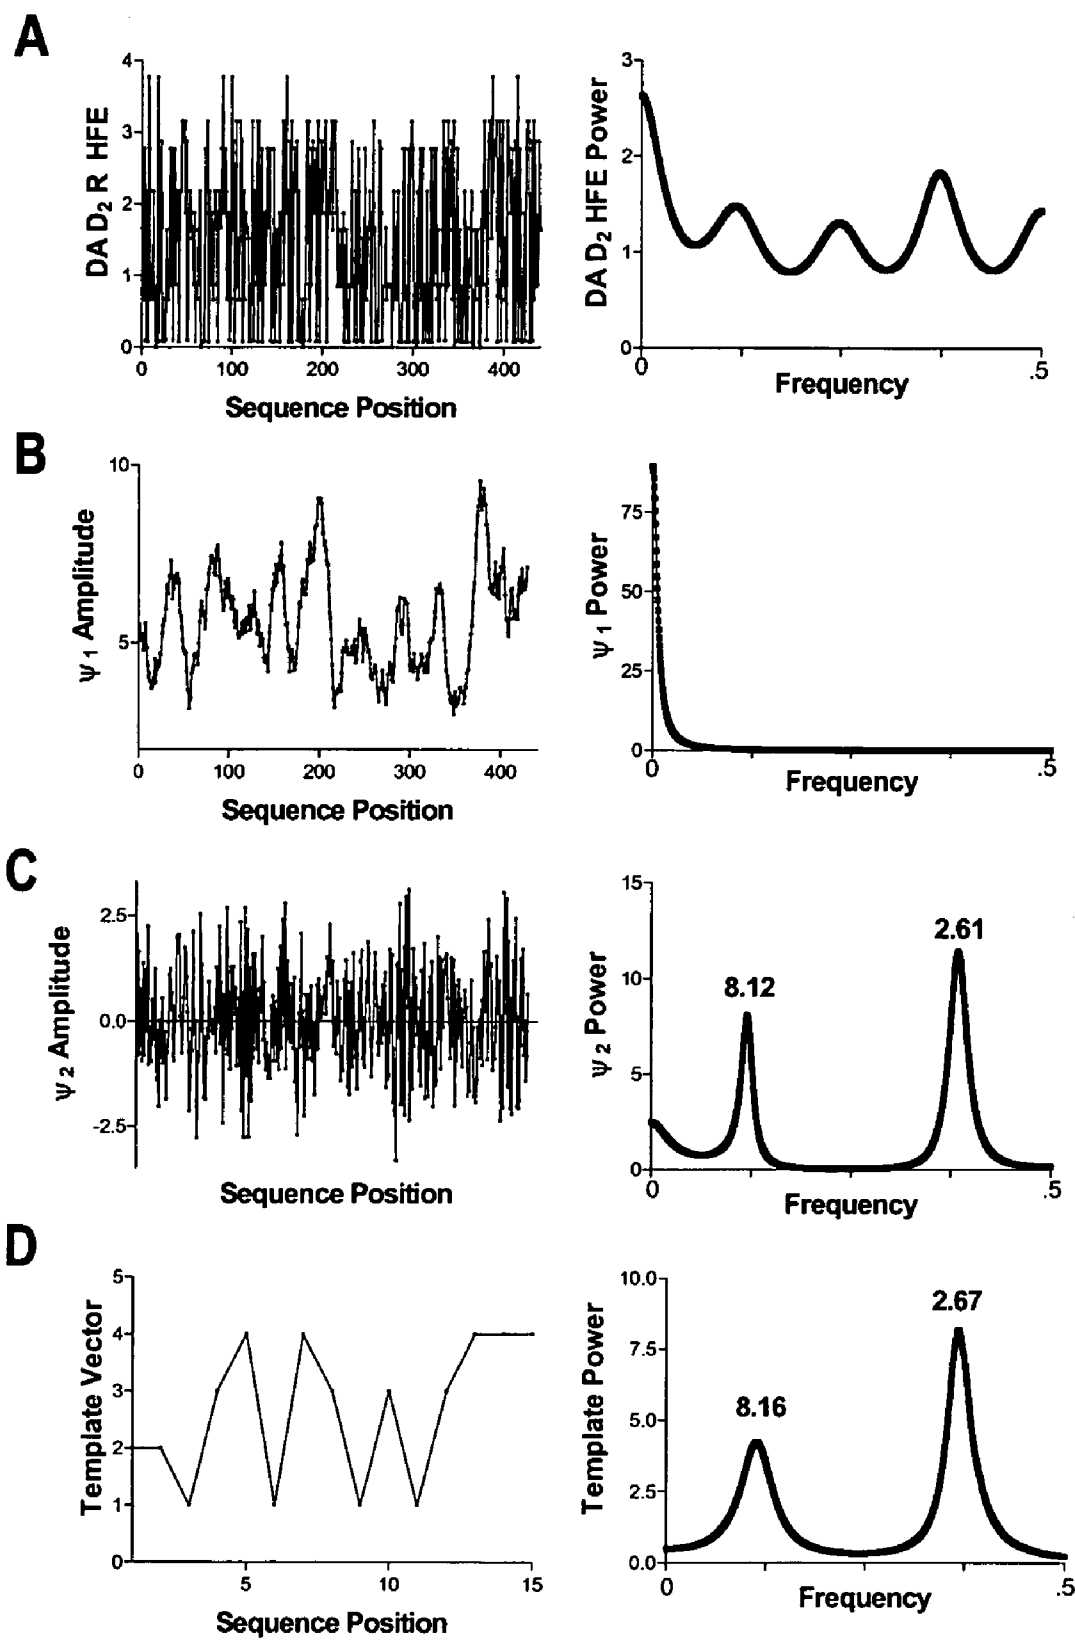 A
DA D2 R HFE
4
3
2
1
0
0 100 200 300 400
Sequence Position
DA D2 HFE Power
3
2
1
0
0 .5
Frequency
B
ψ1 Amplitude
10
5
0 100 200 300 400
Sequence Position
ψ1 Power
75
50
25
0
0 .5
Frequency
C
ψ2 Amplitude
2.5
0.0
-2.5
Sequence Position
ψ2 Power
15
10
5
0
8.12
2.61
0 .5
Frequency
D
Template Vector
5
4
3
2
1
0
5 10 15
Sequence Position
Template Power
10.0
7.5
5.0
2.5
0.0
8.16
2.67
0 .5
Frequency